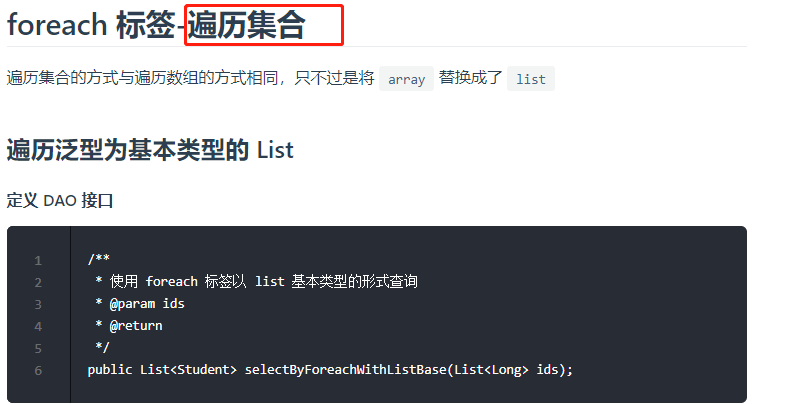 foreach 标签-遍历集合
遍历集合的方式与遍历数组的方式相同，只不过是将 array 替换成了 list
遍历泛型为基本类型的 List
定义 DAO 接口
1 /**
2  * 使用 foreach 标签以 list 基本类型的形式查询
3  * @param ids
4  * @return
5  */
6 public List<Student> selectByForeachWithListBase(List<Long> ids);